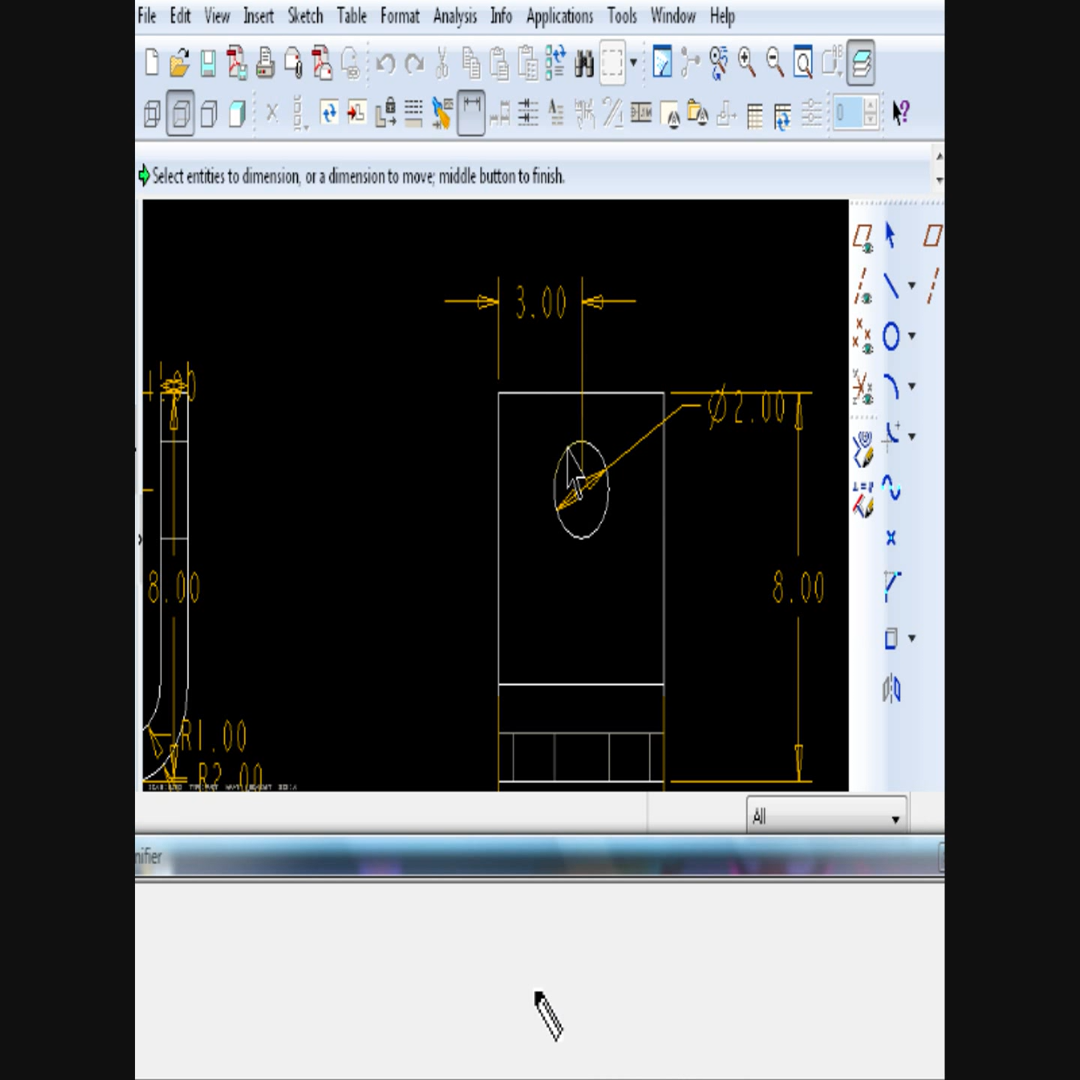 File Edit View Insert Sketch Table Format Analysis Info Applications Tools Window Help
0
Select entities to dimension, or a dimension to move; middle button to finish.
3.00
Ø2.00
8.00
8.00
R1.00
R2.00
All
nifier